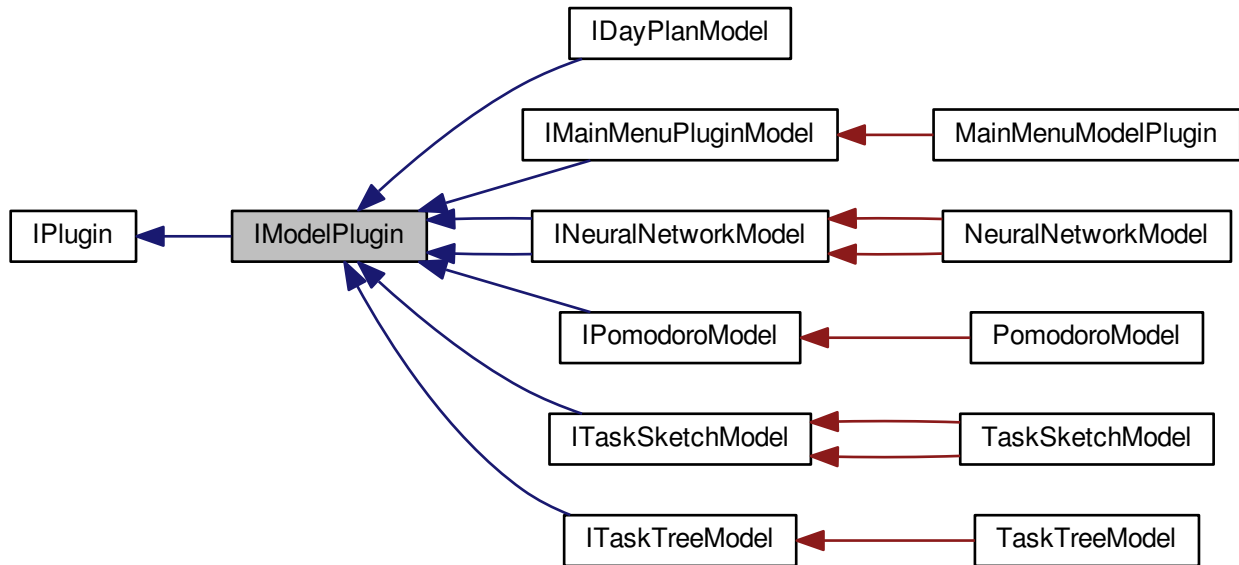 IDayPlanModel
IMainMenuPluginModel
MainMenuModelPlugin
IPlugin
IModelPlugin
INeuralNetworkModel
NeuralNetworkModel
IPomodoroModel
PomodoroModel
ITaskSketchModel
TaskSketchModel
ITaskTreeModel
TaskTreeModel